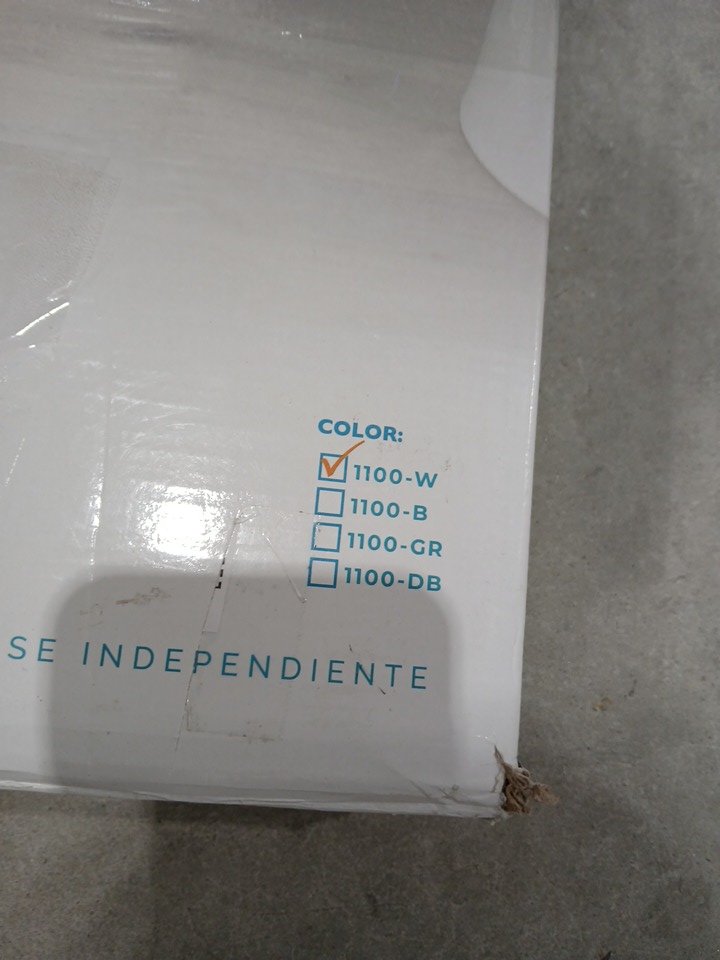 COLOR:
1100-W
1100-B
1100-GR
1100-DB
SE INDEPENDIENTE